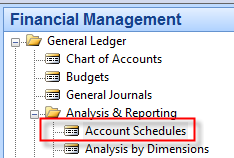 Financial Management
General Ledger
Chart of Accounts
Budgets
General Journals
Analysis & Reporting
Account Schedules
Analysis by Dimensions